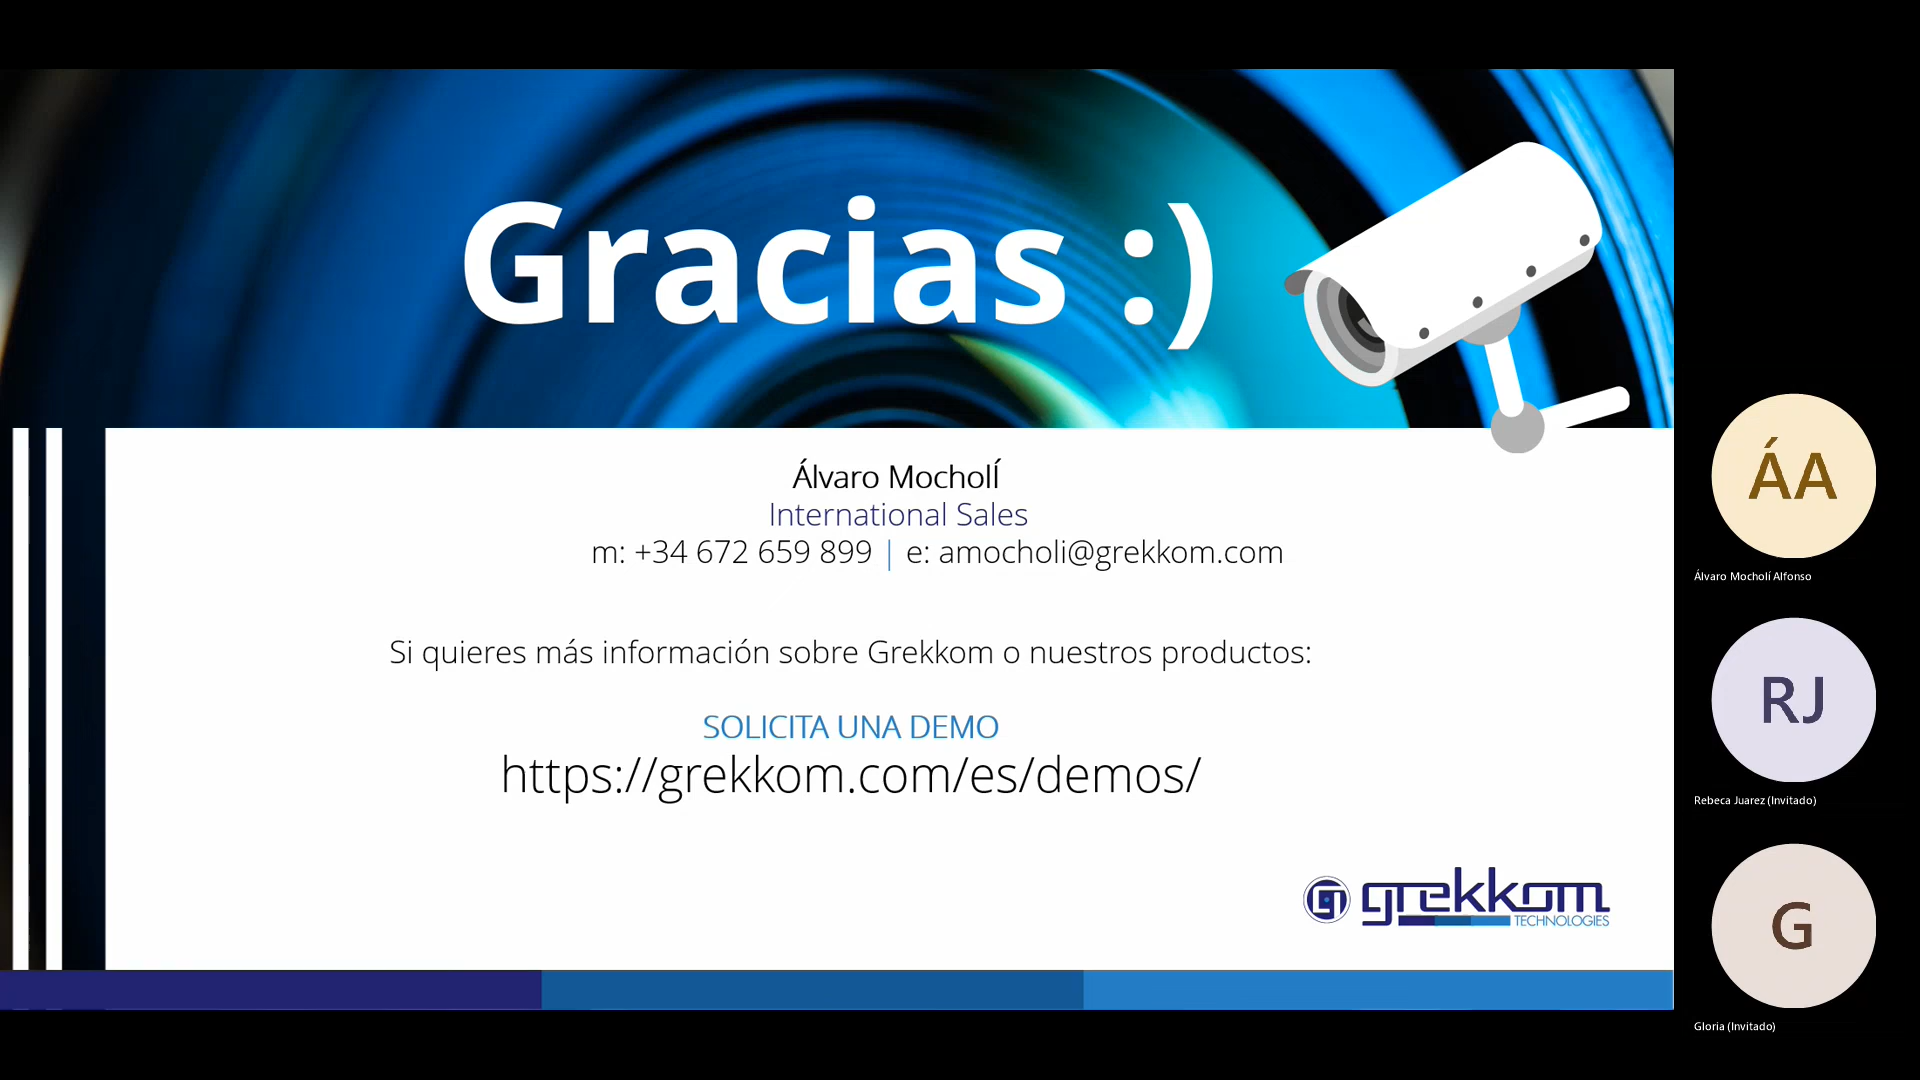 Gracias :)
Álvaro Mocholí
International Sales
m: +34 672 659 899 | e: amocholi@grekkom.com
Si quieres más información sobre Grekkom o nuestros productos:
SOLICITA UNA DEMO
https://grekkom.com/es/demos/
grekkom
TECHNOLOGIES
ÁA
Álvaro Mocholí Alfonso
RJ
Rebeca Juarez (Invitado)
G
Gloria (Invitado)